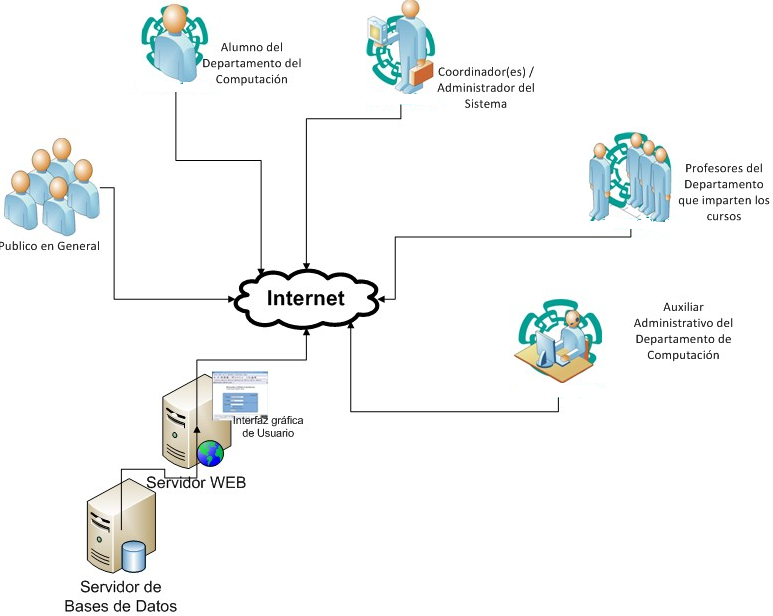 Alumno del
Departamento del
Computación
Coordinador(es) /
Administrador del
Sistema
Profesores del
Departamento
que imparten los
cursos
Publico en General
Internet
Auxiliar
Administrativo del
Departamento de
Computación
Interfaz gráfica
de Usuario
Servidor WEB
Servidor de
Bases de Datos